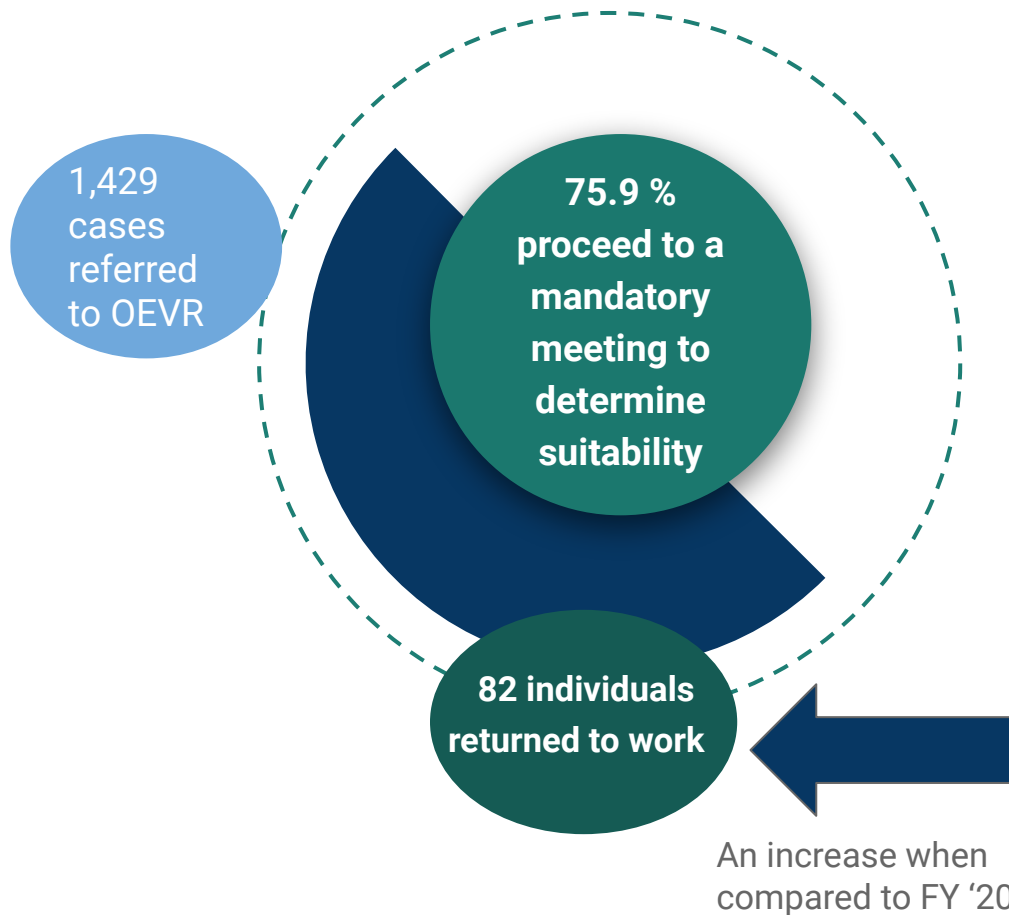 1,429
cases
referred
to OEVR
75.9 %
proceed to a
mandatory
meeting to
determine
suitability
82 individuals
returned to work
An increase when
compared to FY ‘20